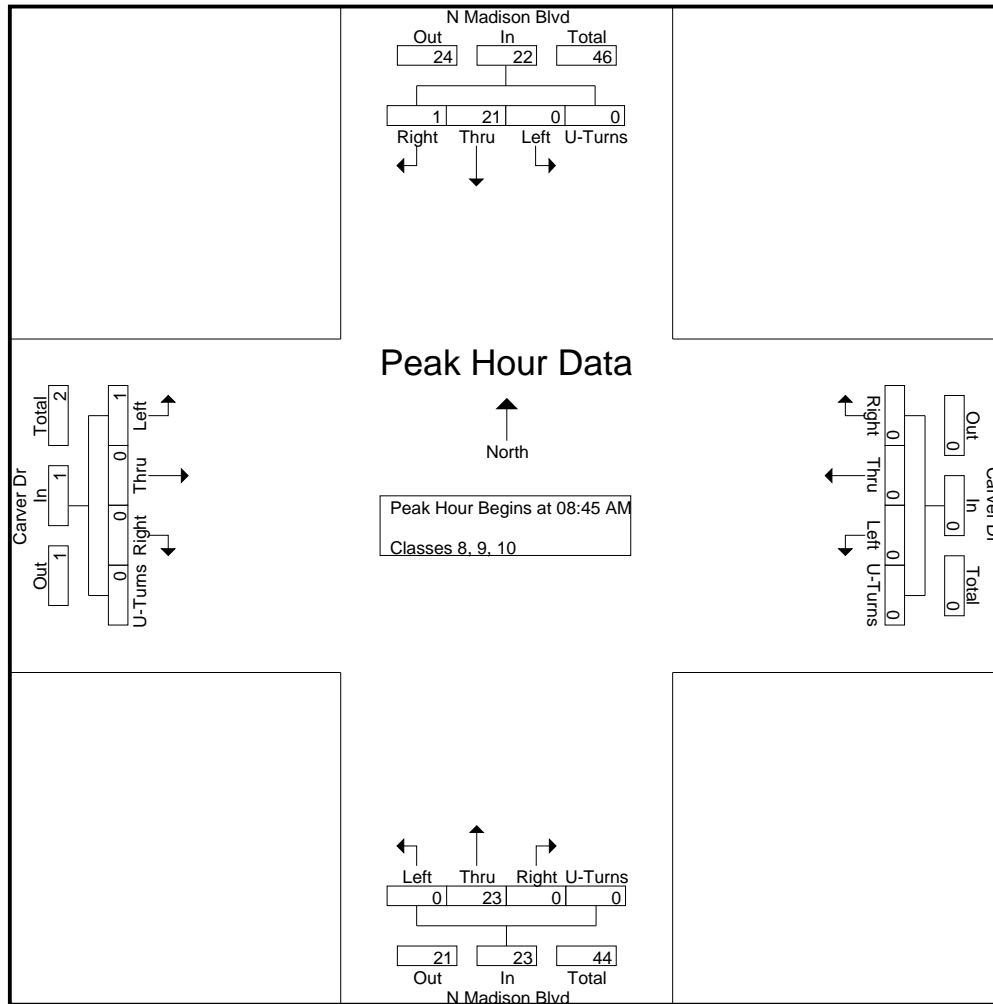 N Madison Blvd
Out In Total
24 22 46
1 21 0 0
Right Thru Left U-Turns
Peak Hour Data
North
Peak Hour Begins at 08:45 AM
Classes 8, 9, 10
Carver Dr
Total In Out
2 1 1
1 0 0 0
Left Thru Right U-Turns
Right Thru Left U-Turns
0 0 0 0
0 0 0
Out In Total
Carver Dr
Left Thru Right U-Turns
0 23 0 0
21 23 44
Out In Total
N Madison Blvd